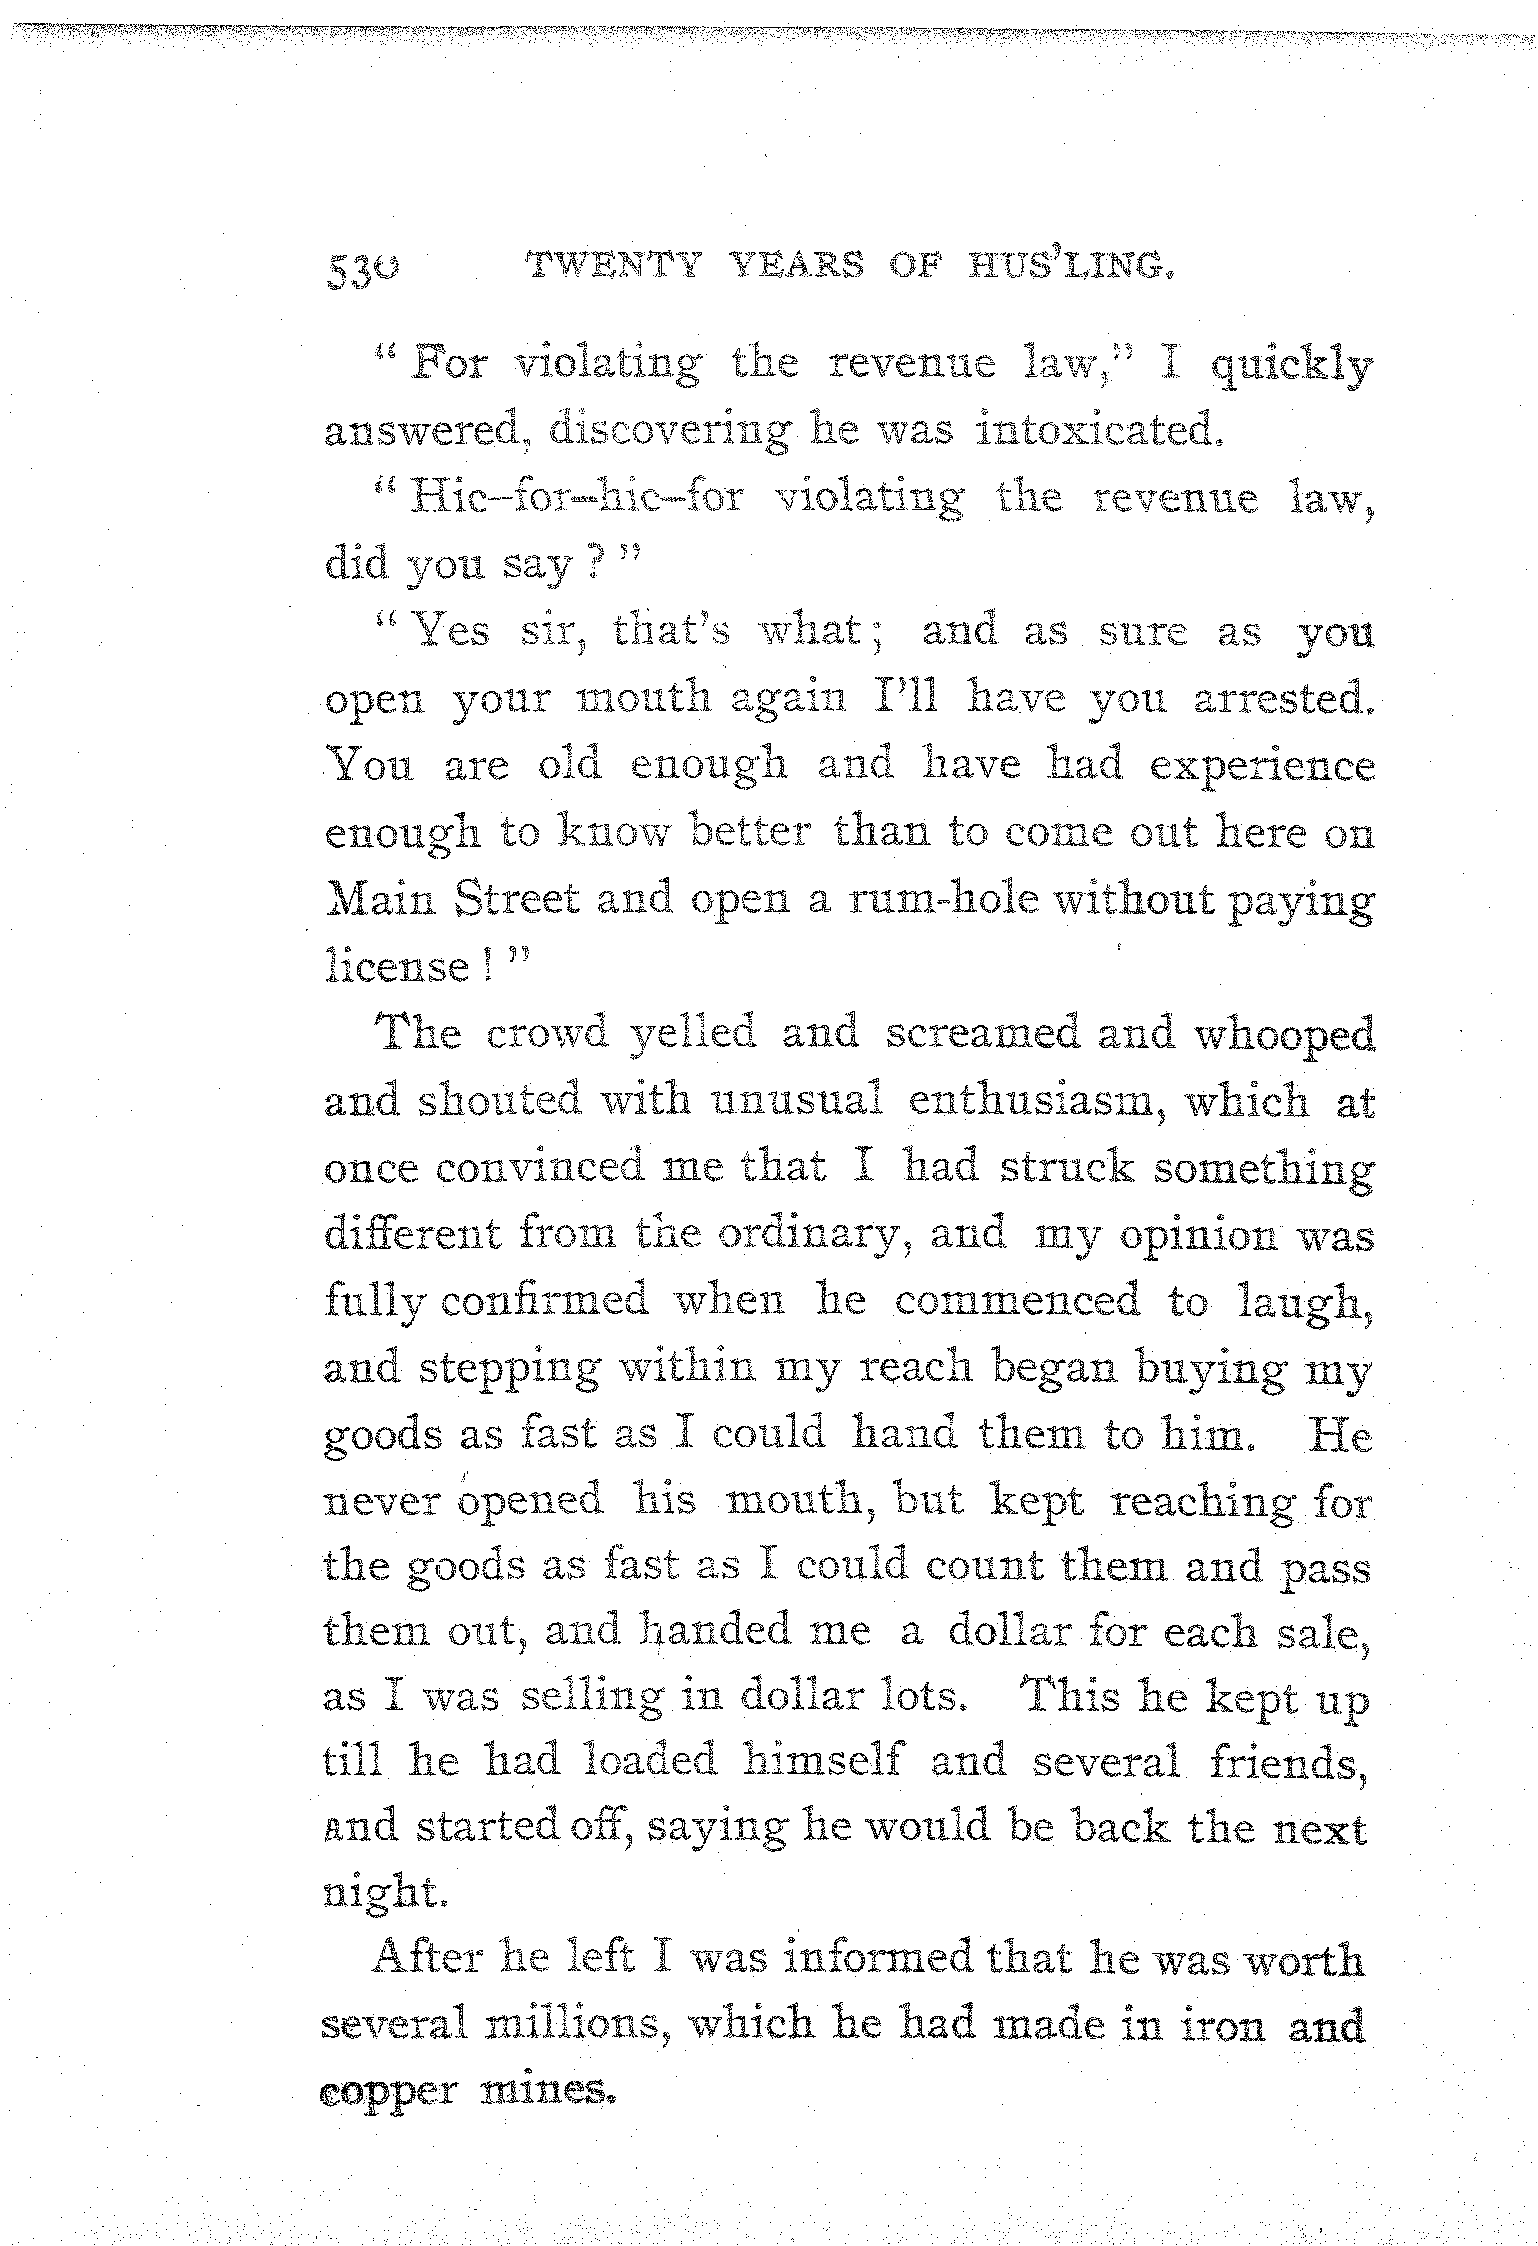 530 TWENTY YEARS OF HUS'LING.
" For violating the revenue law," I quickly
answered, discovering he was intoxicated.
" Hic–for–hic–for violating the revenue law,
did you say ? "
" Yes sir, that's what ; and as sure as you
open your mouth again I'll have you arrested.
You are old enough and have had experience
enough to know better than to come out here on
Main Street and open a rum-hole without paying
license ! "
The crowd yelled and screamed and whooped
and shouted with unusual enthusiasm, which at
once convinced me that I had struck something
different from the ordinary, and my opinion was
fully confirmed when he commenced to laugh,
and stepping within my reach began buying my
goods as fast as I could hand them to him. He
never opened his mouth, but kept reaching for
the goods as fast as I could count them and pass
them out, and handed me a dollar for each sale,
as I was selling in dollar lots. This he kept up
till he had loaded himself and several friends,
and started off, saying he would be back the next
night.
After he left I was informed that he was worth
several millions, which he had made in iron and
copper mines.